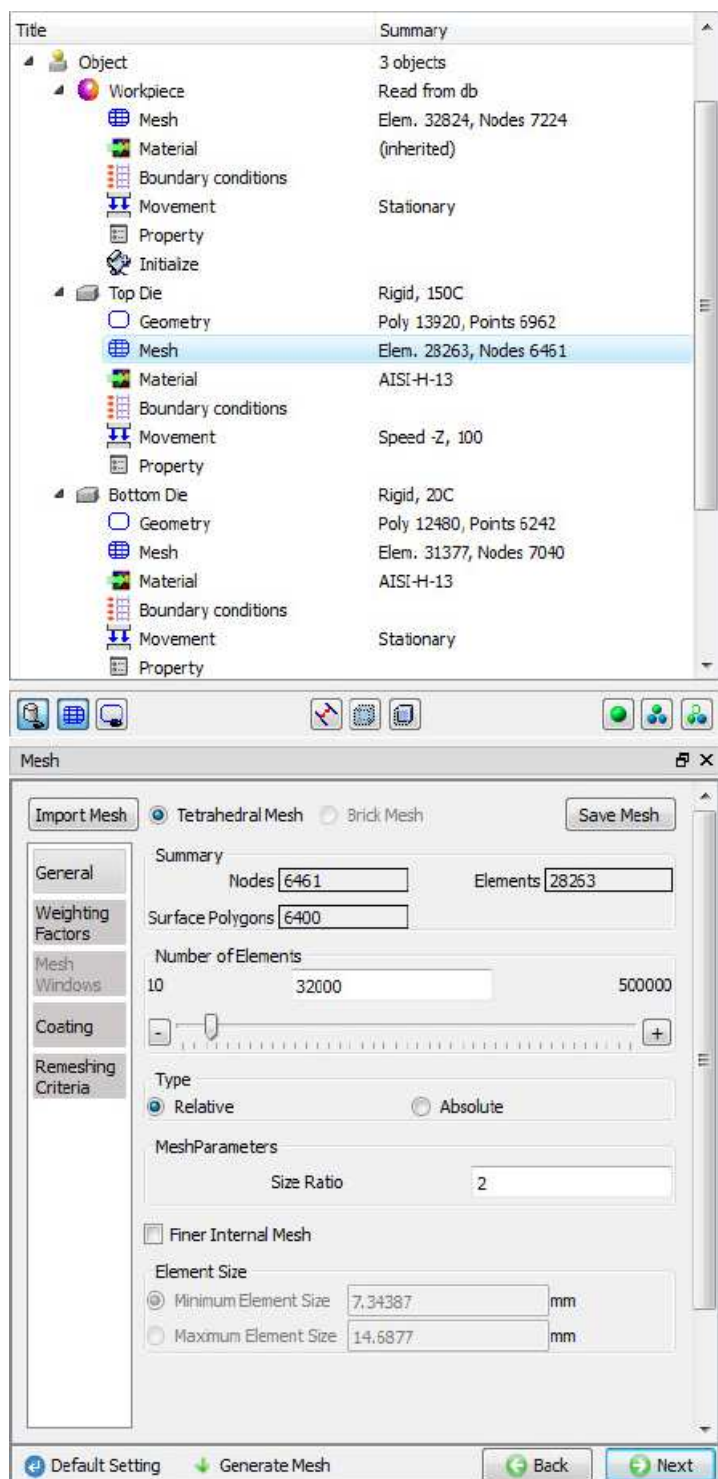 Title Summary
Object 3 objects
Workpiece Read from db
Mesh Elem. 32824, Nodes 7224
Material (inherited)
Boundary conditions
Movement Stationary
Property
Initialize
Top Die Rigid, 150C
Geometry Poly 13920, Points 6962
Mesh Elem. 28263, Nodes 6461
Material AISI-H-13
Boundary conditions
Movement Speed -Z, 100
Property
Bottom Die Rigid, 20C
Geometry Poly 12480, Points 6242
Mesh Elem. 31377, Nodes 7040
Material AISI-H-13
Boundary conditions
Movement Stationary
Property
Mesh
Import Mesh Tetrahedral Mesh Brick Mesh Save Mesh
General
Weighting
Factors
Mesh
Windows
Coating
Remeshing
Criteria
Summary
Nodes 6461 Elements 28263
Surface Polygons 6400
Number of Elements
10 32000 500000
- +
Type
Relative Absolute
MeshParameters
Size Ratio 2
Finer Internal Mesh
Element Size
Minimum Element Size 7.34387 mm
Maximum Element Size 14.6877 mm
Default Setting Generate Mesh Back Next